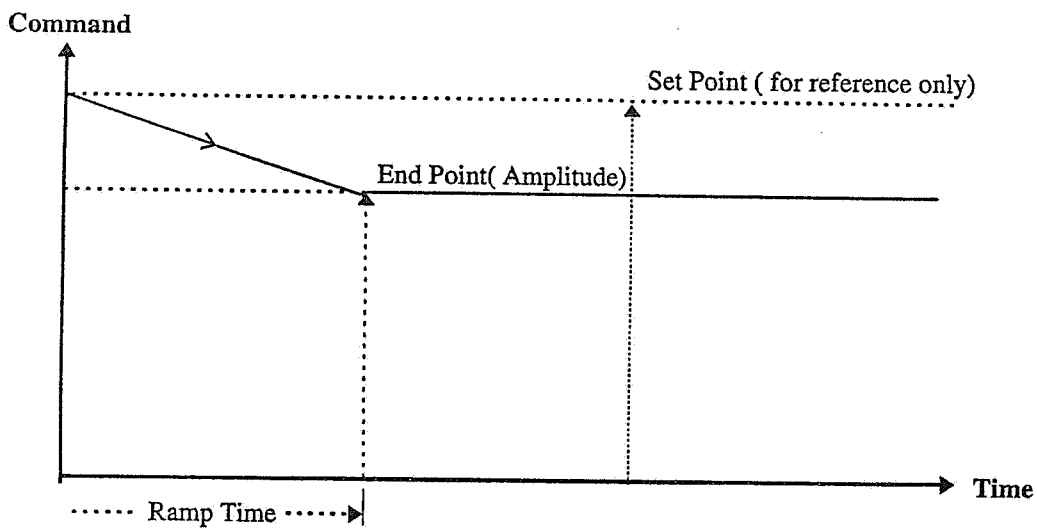 Command
Set Point ( for reference only)
End Point( Amplitude)
Time
Ramp Time